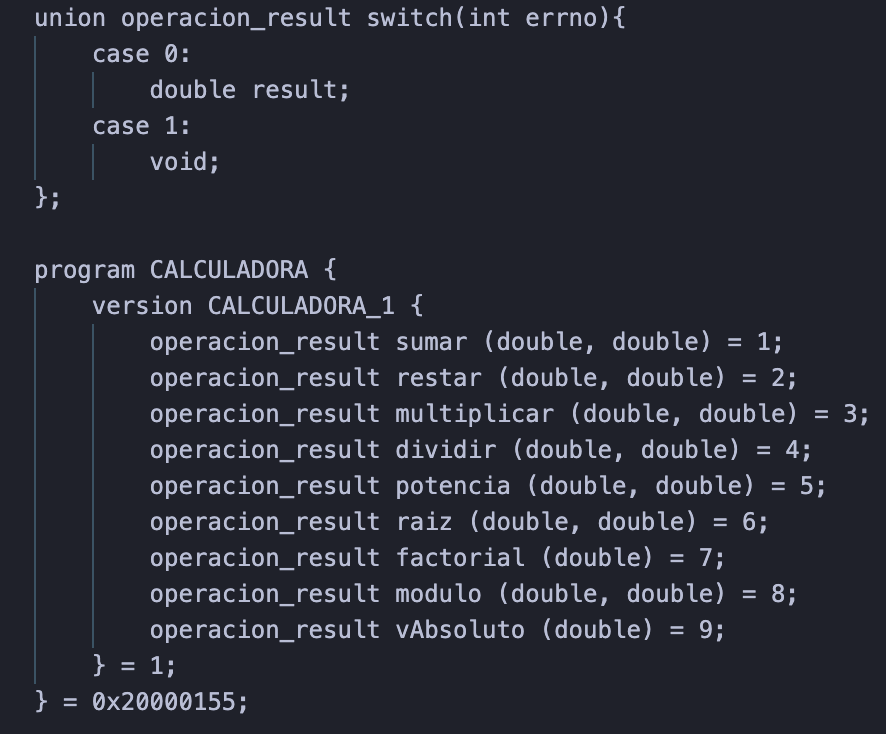 union operacion_result switch(int errno){
case 0:
double result;
case 1:
void;
};
program CALCULADORA {
version CALCULADORA_1 {
operacion_result sumar (double, double) = 1;
operacion_result restar (double, double) = 2;
operacion_result multiplicar (double, double) = 3;
operacion_result dividir (double, double) = 4;
operacion_result potencia (double, double) = 5;
operacion_result raiz (double, double) = 6;
operacion_result factorial (double) = 7;
operacion_result modulo (double, double) = 8;
operacion_result vAbsoluto (double) = 9;
} = 1;
} = 0x20000155;